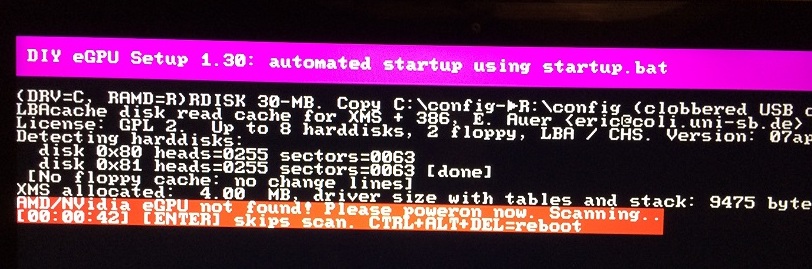 DIY eGPU Setup 1.30: automated startup using startup.bat
(DRV=C, RAMD=R)RDISK 30-MB. Copy C:\config-►R:\config (clobbered USB
LBAcache disk read cache for XMS + 386, E. Auer <eric@coli.uni-sb.de>
License: GPL 2. Up to 8 harddisks, 2 floppy, LBA / CHS. Version: 07ap
Detecting harddisks:
disk 0x80 heads=0255 sectors=0063
disk 0x81 heads=0255 sectors=0063 [done]
[No floppy cache: no change lines]
XMS allocated: 4.00 MB, driver size with tables and stack: 9475 byte
AMD/NVidia eGPU not found! Please poweron now. Scanning..
[00:00:42] [ENTER] skips scan. CTRL+ALT+DEL=reboot